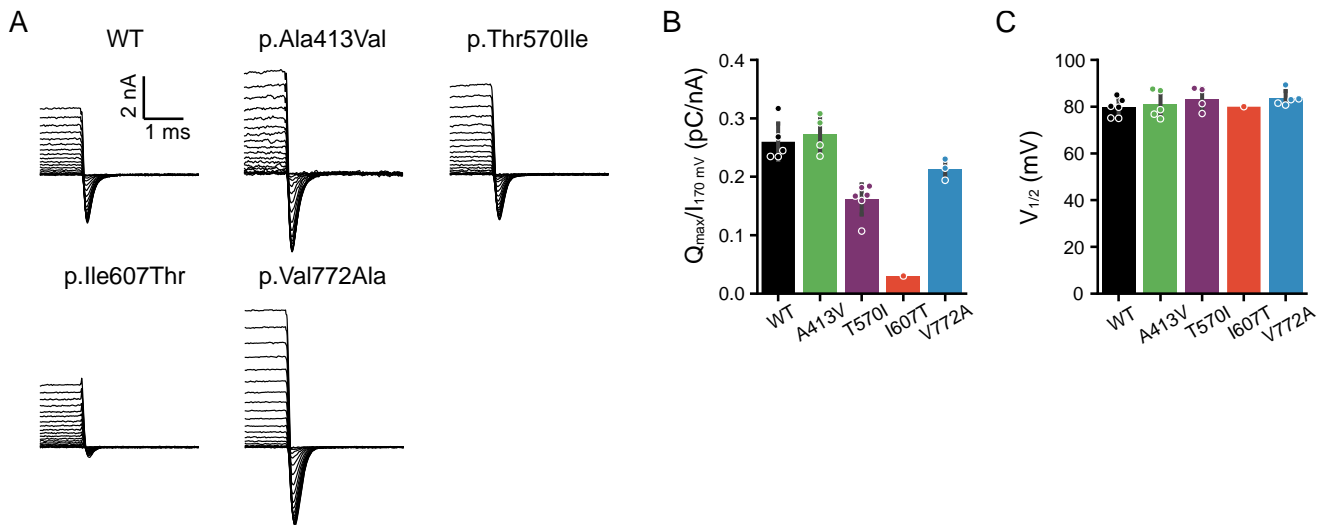 A
WT
p.Ala413Val
p.Thr570Ile
2 nA
1 ms
p.Ile607Thr
p.Val772Ala
B
Qmax/I170 mV (pC/nA)
0.4
0.3
0.2
0.1
0.0
WT
A413V
T570I
I607T
V772A
C
V1/2 (mV)
100
80
60
40
20
0
WT
A413V
T570I
I607T
V772A